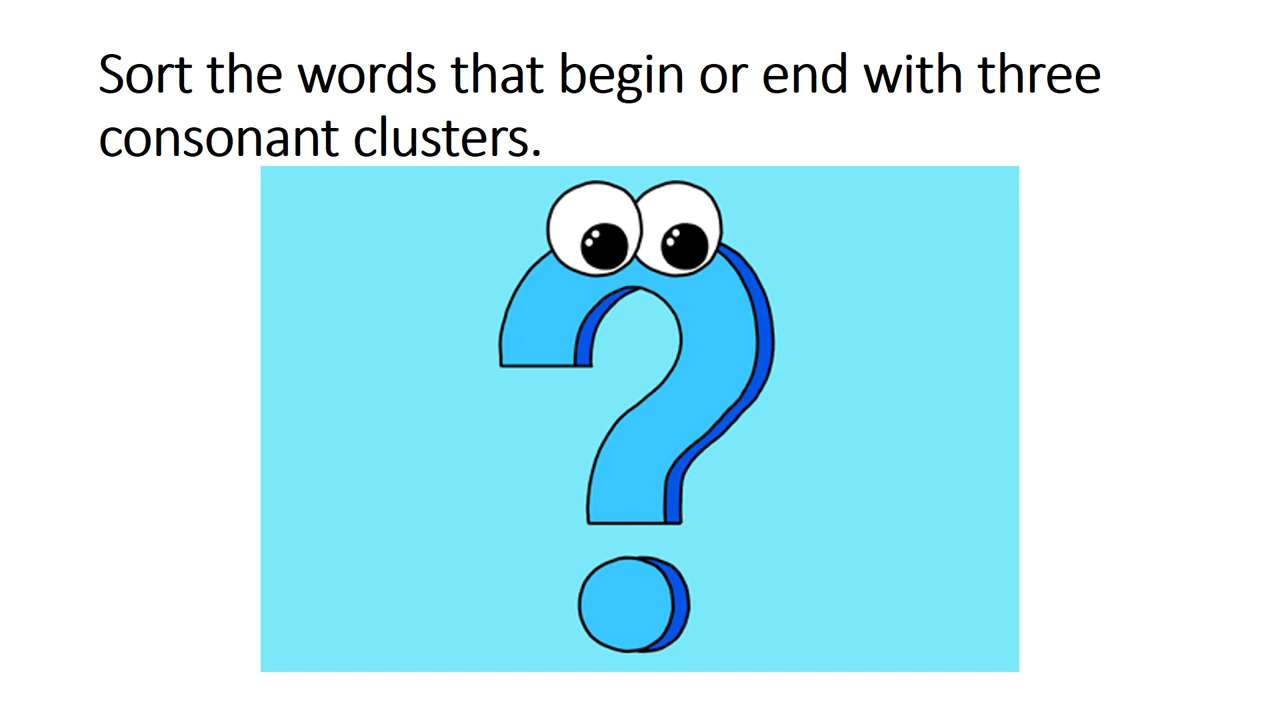 Sort the words that begin or end with three
consonant clusters.